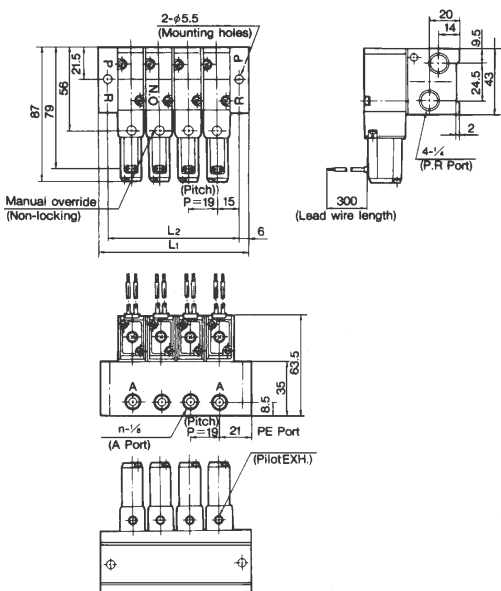 2-φ5.5
(Mounting holes)
20
14
9.5
24.5
43
2
4-¼
(P.R Port)
300
(Lead wire length)
87
79
56
21.5
P
R
P
R
O
N
Manual override
(Non-locking)
(Pitch)
P=19
15
L2
6
L1
A
A
n-⅛
(A Port)
(Pitch)
P=19
21
PE Port
8.5
35
63.5
(Pilot EXH.)